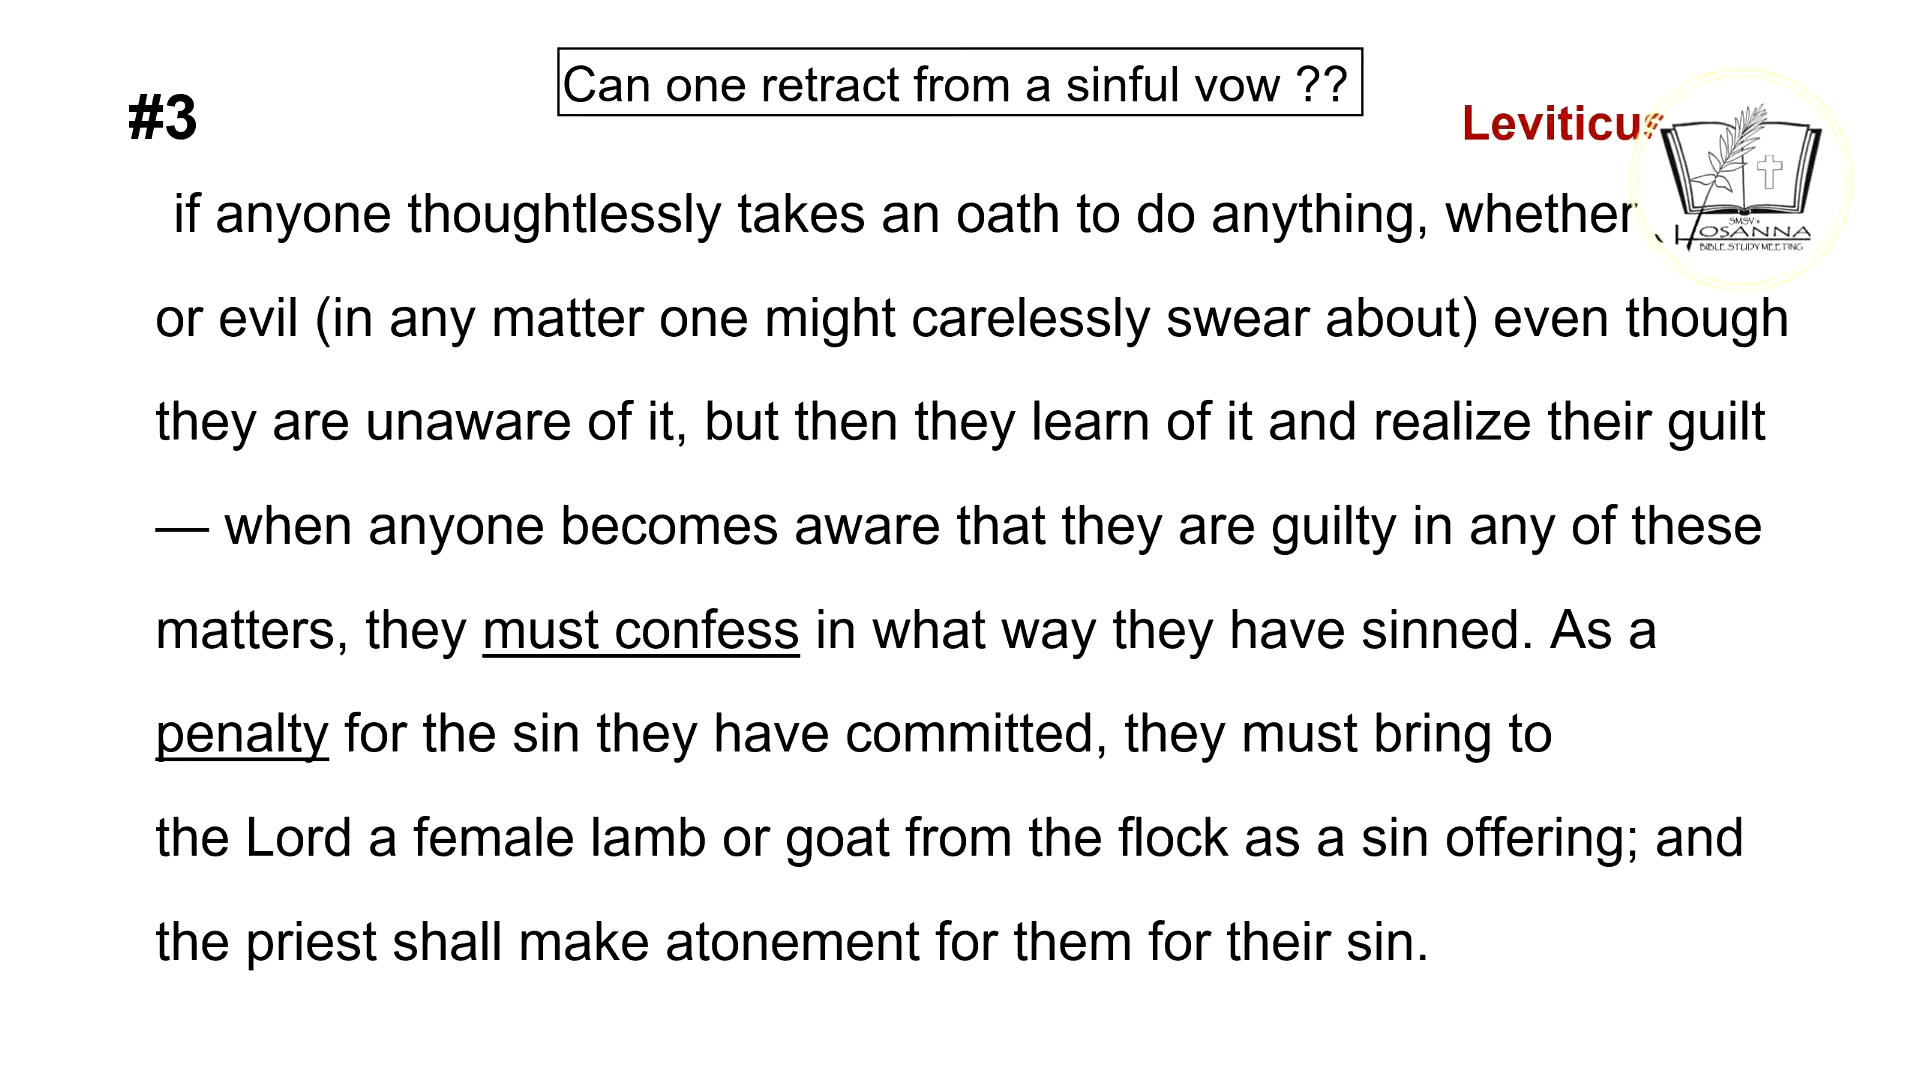 Can one retract from a sinful vow ??
#3
Leviticus
if anyone thoughtlessly takes an oath to do anything, whether
or evil (in any matter one might carelessly swear about) even though
they are unaware of it, but then they learn of it and realize their guilt
— when anyone becomes aware that they are guilty in any of these
matters, they must confess in what way they have sinned. As a
penalty for the sin they have committed, they must bring to
the Lord a female lamb or goat from the flock as a sin offering; and
the priest shall make atonement for them for their sin.
SMSV's
HOSANNA
BIBLE STUDY MEETING